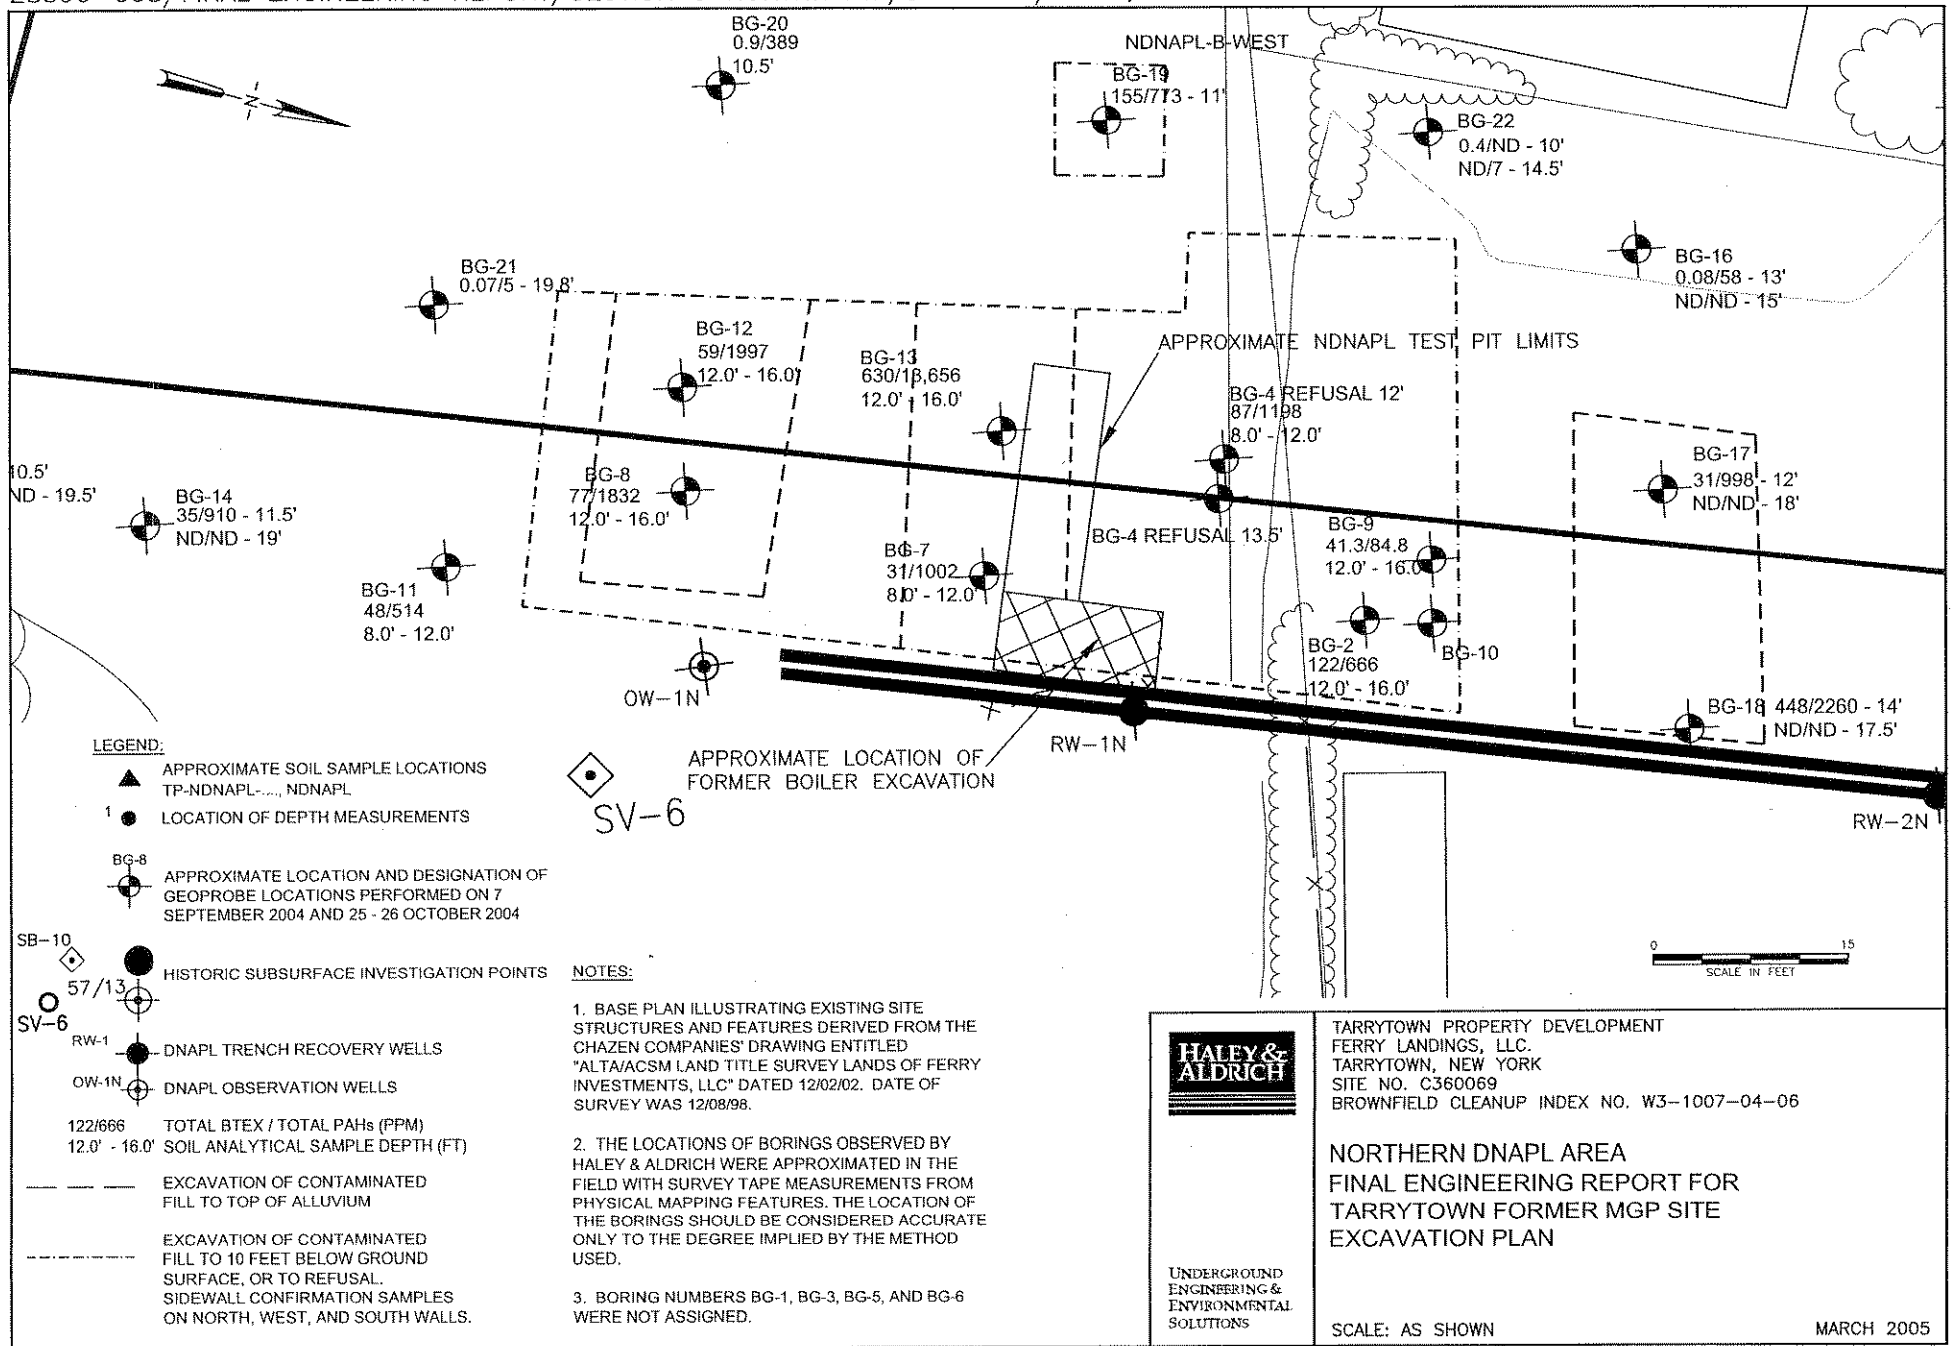 BG-20
0.9/389
10.5'
NDNAPL-B-WEST
BG-19
155/773 - 11'
BG-22
0.4/ND - 10'
ND/7 - 14.5'
N
BG-21
0.07/5 - 19.8'
BG-16
0.08/58 - 13'
ND/ND - 15'
BG-12
59/1997
12.0' - 16.0'
BG-13
630/13,656
12.0' - 16.0'
APPROXIMATE NDNAPL TEST PIT LIMITS
BG-4 REFUSAL 12'
87/1198
8.0' - 12.0'
BG-17
31/998 - 12'
ND/ND - 18'
10.5'
ND - 19.5'
BG-14
35/910 - 11.5'
ND/ND - 19'
BG-8
77/1832
12.0' - 16.0'
BG-4 REFUSAL 13.5'
BG-9
41.3/84.8
12.0' - 16.0'
BG-7
31/1002
8.0' - 12.0'
BG-11
48/514
8.0' - 12.0'
BG-2
122/666
12.0' - 16.0'
BG-10
OW-1N
RW-1N
BG-18 448/2260 - 14'
ND/ND - 17.5'
APPROXIMATE LOCATION OF
FORMER BOILER EXCAVATION
SV-6
RW-2N
LEGEND:
APPROXIMATE SOIL SAMPLE LOCATIONS
TP-NDNAPL-...., NDNAPL
1 LOCATION OF DEPTH MEASUREMENTS
BG-8
APPROXIMATE LOCATION AND DESIGNATION OF
GEOPROBE LOCATIONS PERFORMED ON 7
SEPTEMBER 2004 AND 25 - 26 OCTOBER 2004
SB-10
HISTORIC SUBSURFACE INVESTIGATION POINTS
57/13
SV-6
RW-1
DNAPL TRENCH RECOVERY WELLS
OW-1N
DNAPL OBSERVATION WELLS
122/666 TOTAL BTEX / TOTAL PAHs (PPM)
12.0' - 16.0' SOIL ANALYTICAL SAMPLE DEPTH (FT)
EXCAVATION OF CONTAMINATED
FILL TO TOP OF ALLUVIUM
EXCAVATION OF CONTAMINATED
FILL TO 10 FEET BELOW GROUND
SURFACE, OR TO REFUSAL.
SIDEWALL CONFIRMATION SAMPLES
ON NORTH, WEST, AND SOUTH WALLS.
NOTES:
1. BASE PLAN ILLUSTRATING EXISTING SITE
STRUCTURES AND FEATURES DERIVED FROM THE
CHAZEN COMPANIES' DRAWING ENTITLED
"ALTA/ACSM LAND TITLE SURVEY LANDS OF FERRY
INVESTMENTS, LLC" DATED 12/02/02. DATE OF
SURVEY WAS 12/08/98.
2. THE LOCATIONS OF BORINGS OBSERVED BY
HALEY & ALDRICH WERE APPROXIMATED IN THE
FIELD WITH SURVEY TAPE MEASUREMENTS FROM
PHYSICAL MAPPING FEATURES. THE LOCATION OF
THE BORINGS SHOULD BE CONSIDERED ACCURATE
ONLY TO THE DEGREE IMPLIED BY THE METHOD
USED.
3. BORING NUMBERS BG-1, BG-3, BG-5, AND BG-6
WERE NOT ASSIGNED.
0 15
SCALE IN FEET
HALEY &
ALDRICH
UNDERGROUND
ENGINEERING &
ENVIRONMENTAL
SOLUTIONS
TARRYTOWN PROPERTY DEVELOPMENT
FERRY LANDINGS, LLC.
TARRYTOWN, NEW YORK
SITE NO. C360069
BROWNFIELD CLEANUP INDEX NO. W3-1007-04-06
NORTHERN DNAPL AREA
FINAL ENGINEERING REPORT FOR
TARRYTOWN FORMER MGP SITE
EXCAVATION PLAN
SCALE: AS SHOWN
MARCH 2005